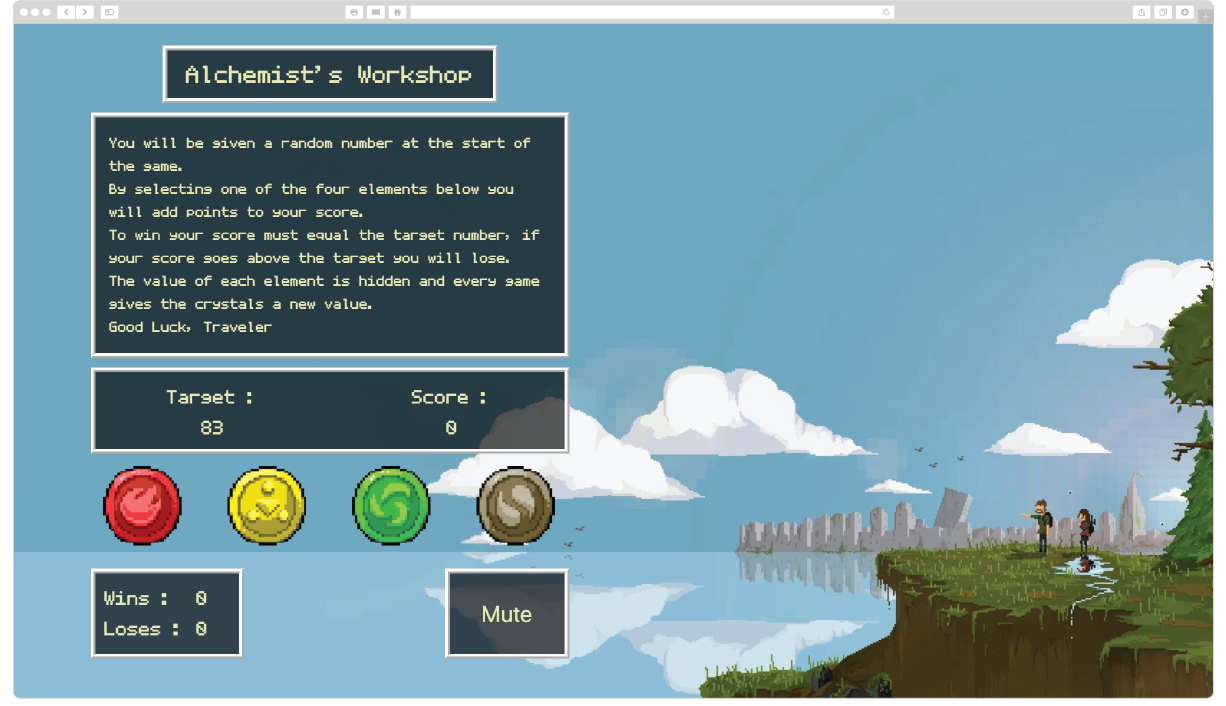 Alchemist's Workshop
You will be given a random number at the start of
the game.
By selecting one of the four elements below you
will add points to your score.
To win your score must equal the target number, if
your score goes above the target you will lose.
The value of each element is hidden and every game
gives the crystals a new value.
Good Luck, Traveler
Target : Score :
83 0
Wins : 0
Loses : 0
Mute